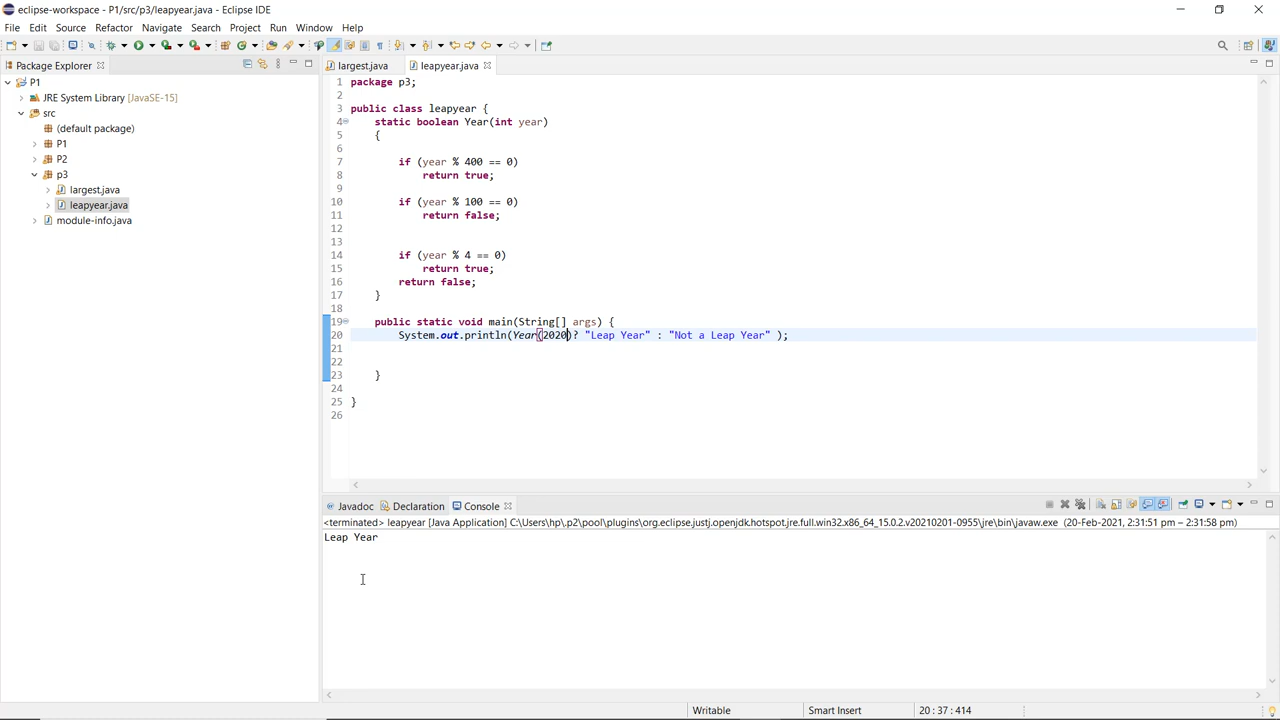 eclipse-workspace - P1/src/p3/leapyear.java - Eclipse IDE
File Edit Source Refactor Navigate Search Project Run Window Help
Package Explorer
P1
JRE System Library [JavaSE-15]
src
(default package)
P1
P2
p3
largest.java
leapyear.java
module-info.java
largest.java leapyear.java
1 package p3;
2
3 public class leapyear {
4 static boolean Year(int year)
5 {
6
7 if (year % 400 == 0)
8 return true;
9
10 if (year % 100 == 0)
11 return false;
12
13
14 if (year % 4 == 0)
15 return true;
16 return false;
17 }
18
19 public static void main(String[] args) {
20 System.out.println(Year(2020)? "Leap Year" : "Not a Leap Year" );
21
22
23 }
24
25 }
26
Javadoc Declaration Console
<terminated> leapyear [Java Application] C:\Users\hp\.p2\pool\plugins\org.eclipse.justj.openjdk.hotspot.jre.full.win32.x86_64_15.0.2.v20210201-0955\jre\bin\javaw.exe (20-Feb-2021, 2:31:51 pm – 2:31:58 pm)
Leap Year
Writable Smart Insert 20 : 37 : 414